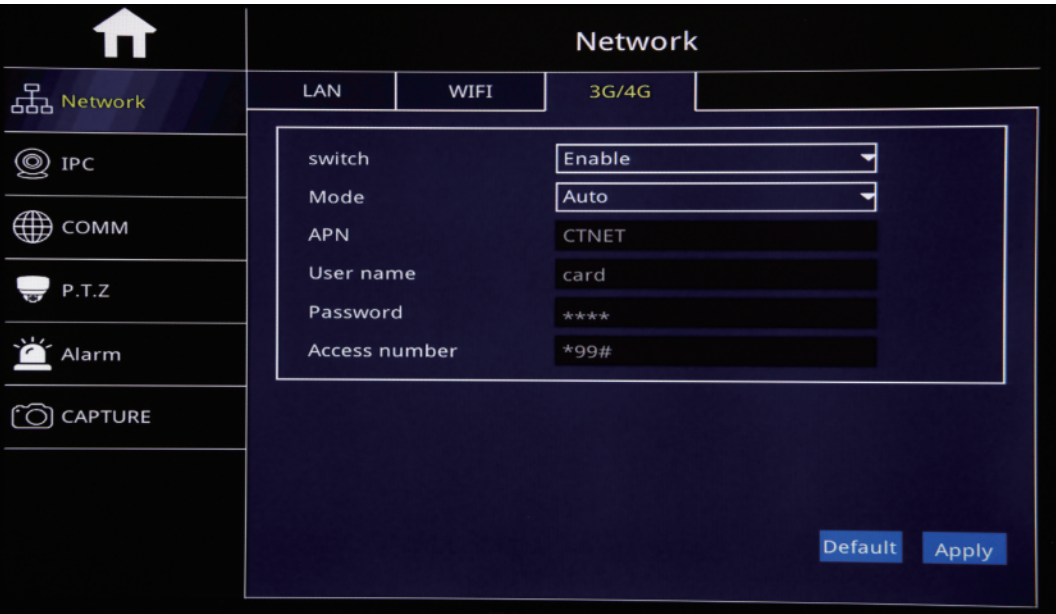 Network
Network
IPC
COMM
P.T.Z
Alarm
CAPTURE
LAN WIFI 3G/4G
switch Enable
Mode Auto
APN CTNET
User name card
Password ****
Access number *99#
Default Apply